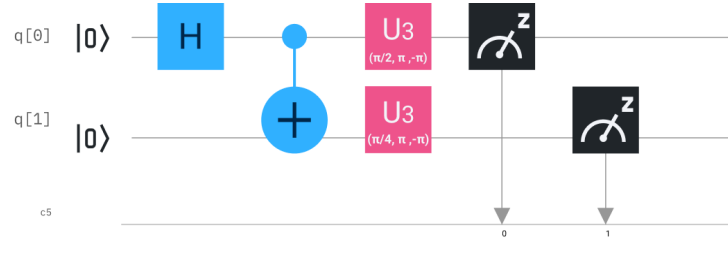 q[0] |0⟩ H U3 (π/2, π ,-π) z
q[1] |0⟩ + U3 (π/4, π ,-π) z
c5
0 1